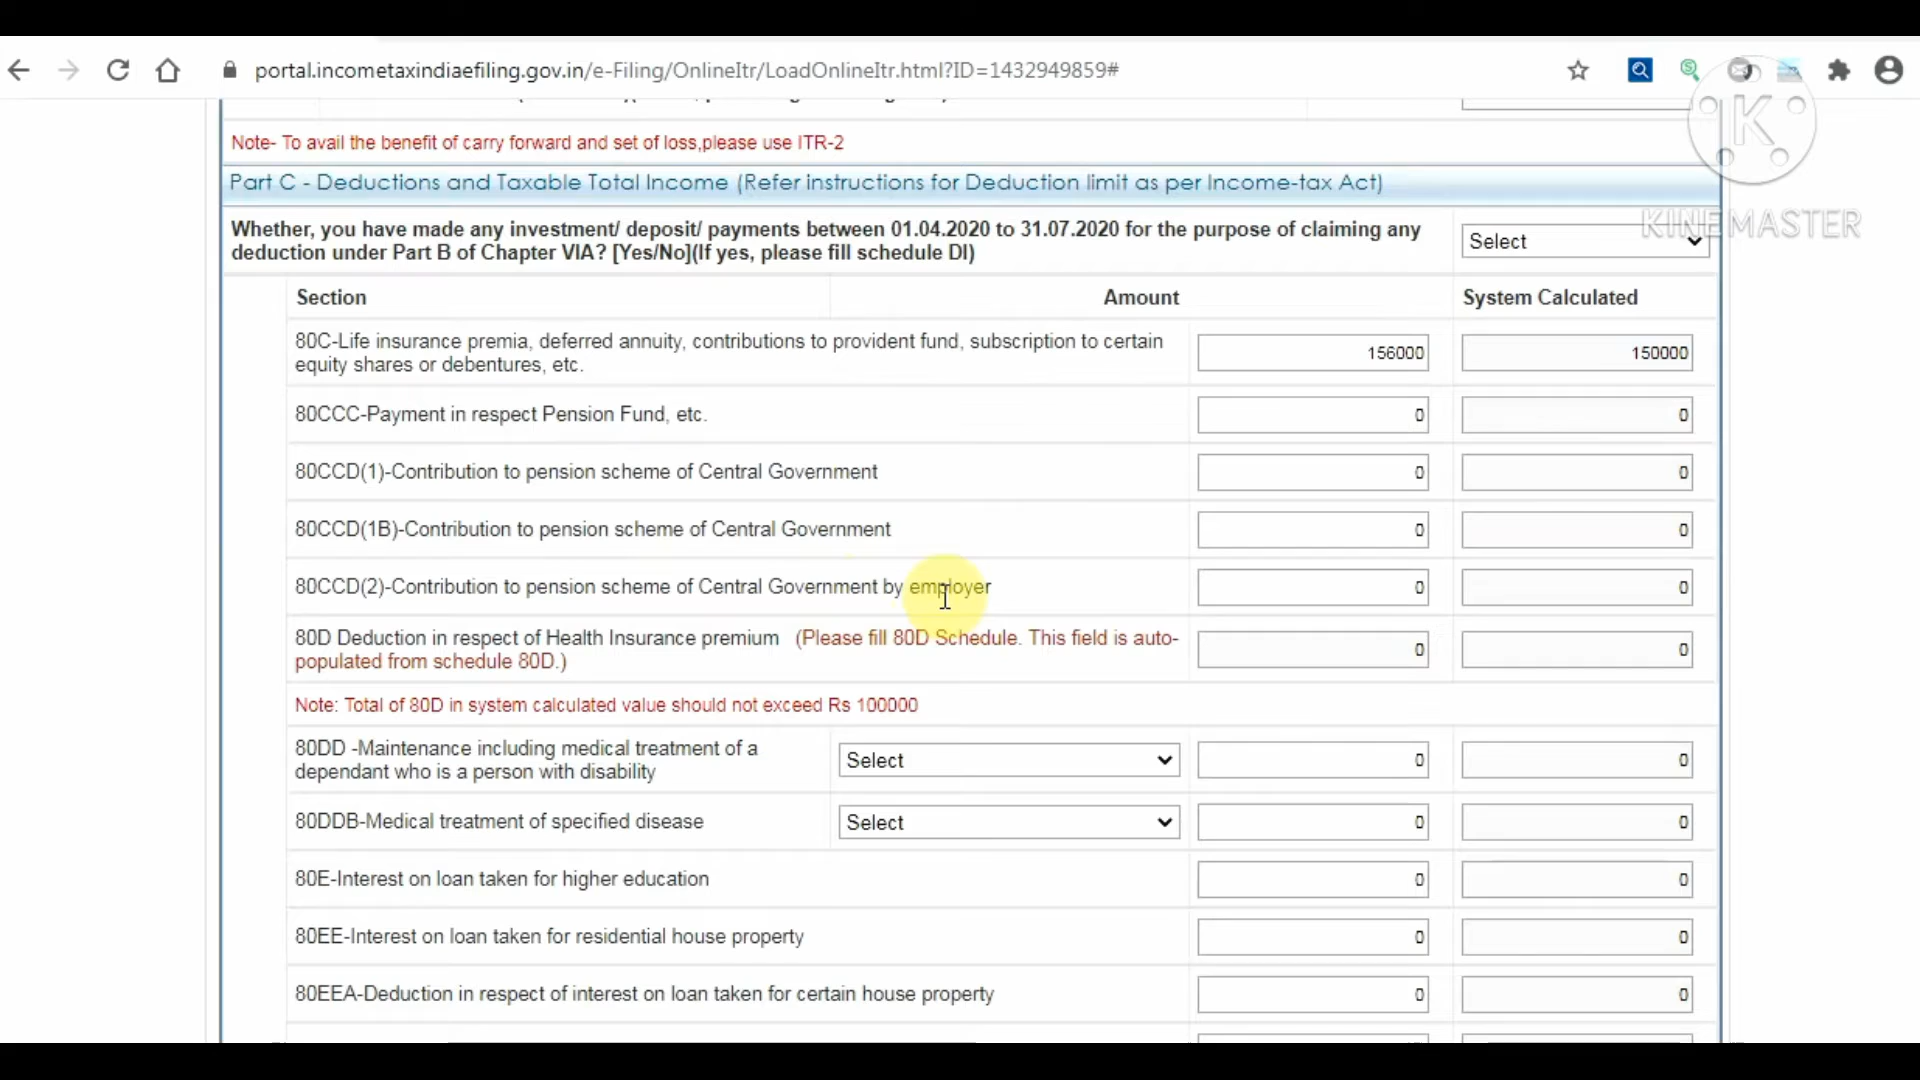 portal.incometaxindiaefiling.gov.in/e-Filing/OnlineItr/LoadOnlineItr.html?ID=1432949859#
K
KINEMASTER
Note- To avail the benefit of carry forward and set of loss,please use ITR-2
Part C - Deductions and Taxable Total Income (Refer instructions for Deduction limit as per Income-tax Act)
Whether, you have made any investment/ deposit/ payments between 01.04.2020 to 31.07.2020 for the purpose of claiming any
deduction under Part B of Chapter VIA? [Yes/No](If yes, please fill schedule DI)
Select
Section Amount System Calculated
80C-Life insurance premia, deferred annuity, contributions to provident fund, subscription to certain
equity shares or debentures, etc.
156000 150000
80CCC-Payment in respect Pension Fund, etc. 0 0
80CCD(1)-Contribution to pension scheme of Central Government 0 0
80CCD(1B)-Contribution to pension scheme of Central Government 0 0
80CCD(2)-Contribution to pension scheme of Central Government by employer 0 0
80D Deduction in respect of Health Insurance premium (Please fill 80D Schedule. This field is auto-
populated from schedule 80D.)
0 0
Note: Total of 80D in system calculated value should not exceed Rs 100000
80DD -Maintenance including medical treatment of a
dependant who is a person with disability
Select 0 0
80DDB-Medical treatment of specified disease Select 0 0
80E-Interest on loan taken for higher education 0 0
80EE-Interest on loan taken for residential house property 0 0
80EEA-Deduction in respect of interest on loan taken for certain house property 0 0